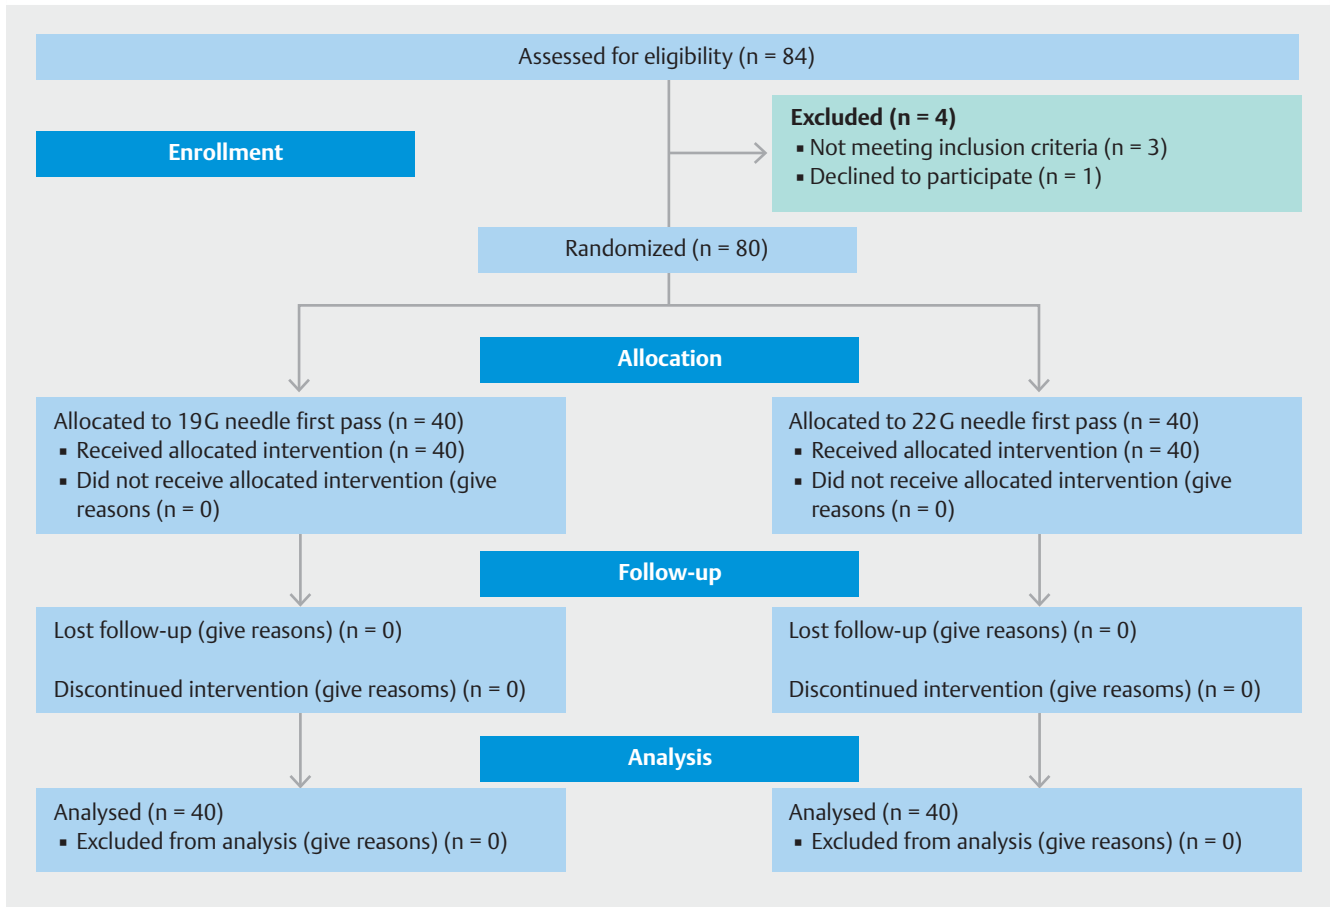 Assessed for eligibility (n = 84)
Enrollment
Excluded (n = 4)
▪ Not meeting inclusion criteria (n = 3)
▪ Declined to participate (n = 1)
Randomized (n = 80)
Allocation
Allocated to 19 G needle first pass (n = 40)
▪ Received allocated intervention (n = 40)
▪ Did not receive allocated intervention (give
reasons (n = 0)
Allocated to 22 G needle first pass (n = 40)
▪ Received allocated intervention (n = 40)
▪ Did not receive allocated intervention (give
reasons (n = 0)
Follow-up
Lost follow-up (give reasons) (n = 0)
Discontinued intervention (give reasoms) (n = 0)
Lost follow-up (give reasons) (n = 0)
Discontinued intervention (give reasoms) (n = 0)
Analysis
Analysed (n = 40)
▪ Excluded from analysis (give reasons) (n = 0)
Analysed (n = 40)
▪ Excluded from analysis (give reasons) (n = 0)